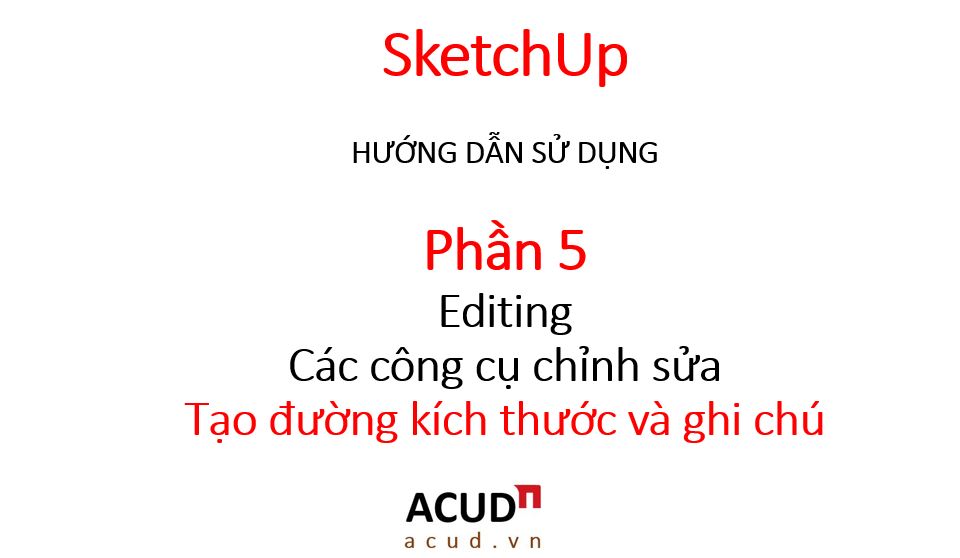 SketchUp
HƯỚNG DẪN SỬ DỤNG
Phần 5
Editing
Các công cụ chỉnh sửa
Tạo đường kích thước và ghi chú
ACUD
acud.vn